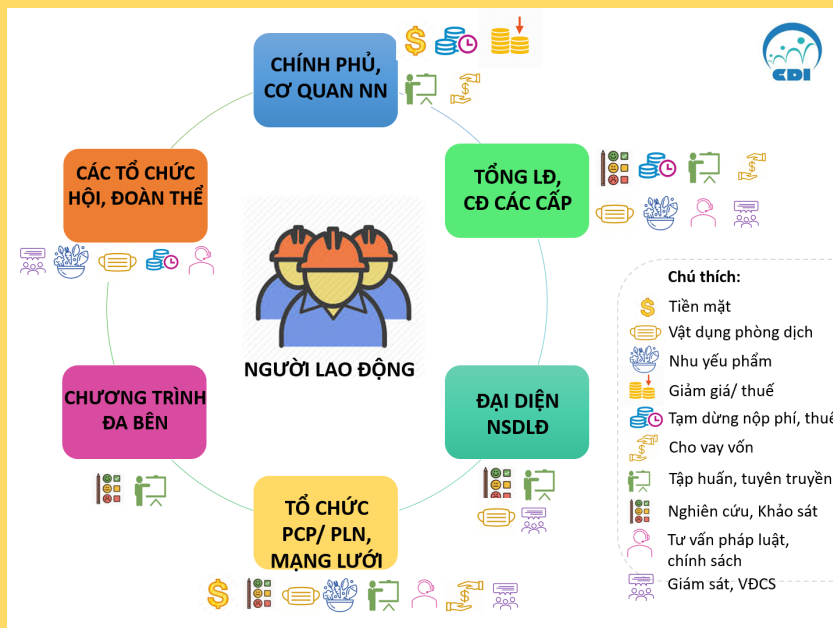 CHÍNH PHỦ,
CƠ QUAN NN
CDI
CÁC TỔ CHỨC
HỘI, ĐOÀN THỂ
TỔNG LĐ,
CĐ CÁC CẤP
NGƯỜI LAO ĐỘNG
CHƯƠNG TRÌNH
ĐA BÊN
ĐẠI DIỆN
NSDLĐ
TỔ CHỨC
PCP/ PLN,
MẠNG LƯỚI
Chú thích:
Tiền mặt
Vật dụng phòng dịch
Nhu yếu phẩm
Giảm giá/ thuế
Tạm dừng nộp phí, thuế
Cho vay vốn
Tập huấn, tuyên truyền
Nghiên cứu, Khảo sát
Tư vấn pháp luật,
chính sách
Giám sát, VĐCS